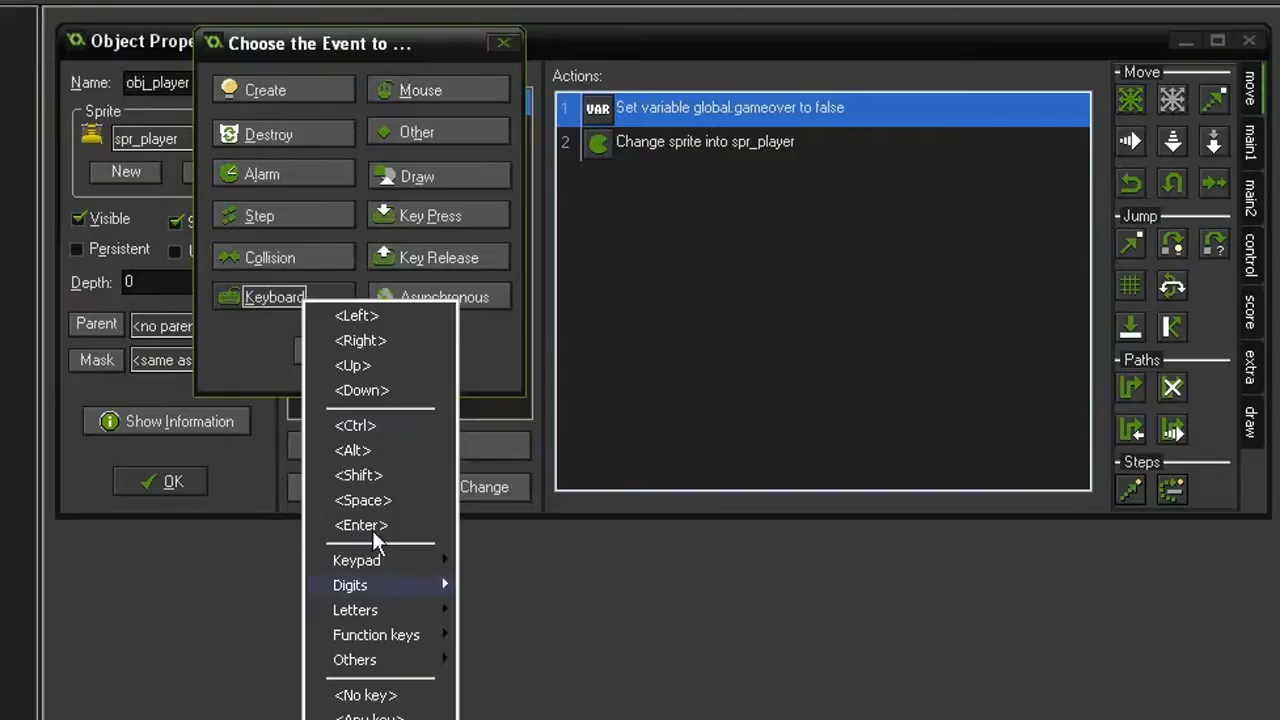 Object Prope
Name: obj_player
Sprite
spr_player
New
Visible
Persistent
Depth: 0
Parent <no paren
Mask <same as
Show Information
OK
Change
Choose the Event to ...
Create
Mouse
Destroy
Other
Alarm
Draw
Step
Key Press
Collision
Key Release
Keyboard
Asynchronous
<Left>
<Right>
<Up>
<Down>
<Ctrl>
<Alt>
<Shift>
<Space>
<Enter>
Keypad
Digits
Letters
Function keys
Others
<No key>
<Any key>
Actions:
1 VAR Set variable global.gameover to false
2 Change sprite into spr_player
Move
Jump
Paths
Steps
move
main1
main2
control
score
extra
draw